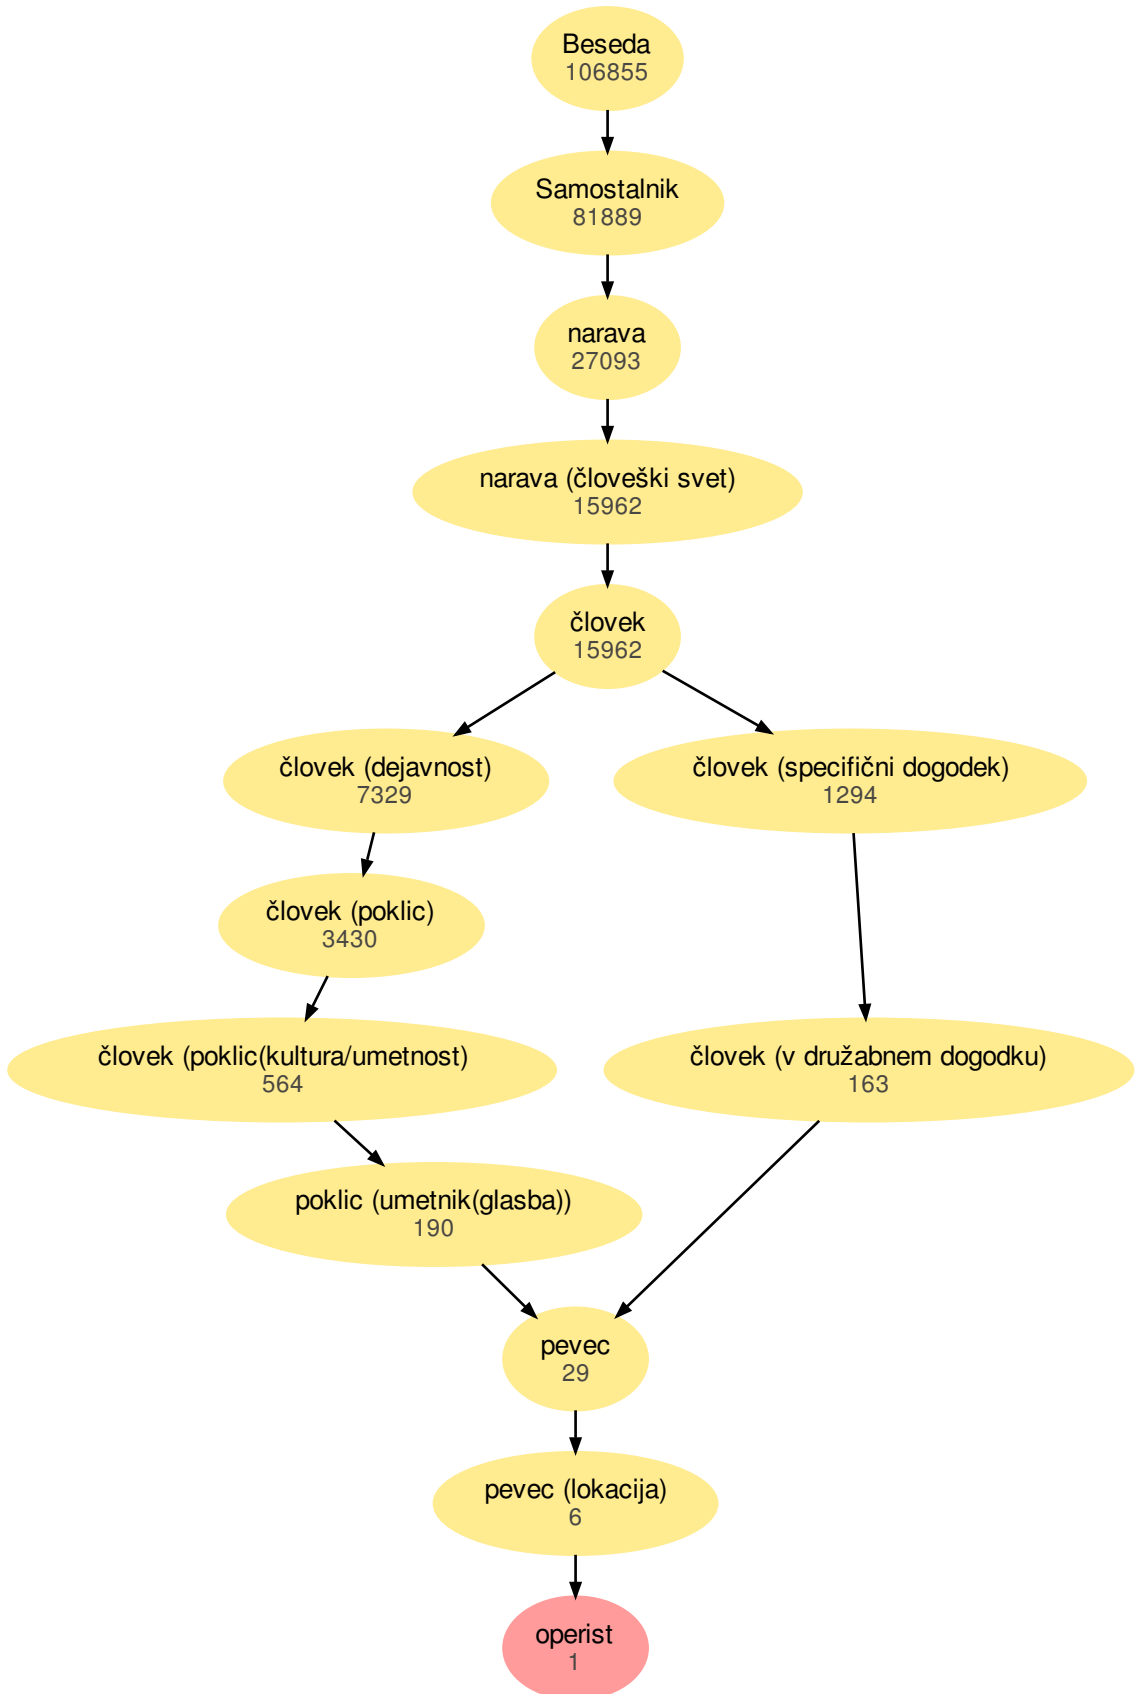 Beseda
106855
Samostalnik
81889
narava
27093
narava (človeški svet)
15962
človek
15962
človek (dejavnost)
7329
človek (specifični dogodek)
1294
človek (poklic)
3430
človek (poklic(kultura/umetnost)
564
človek (v družabnem dogodku)
163
poklic (umetnik(glasba))
190
pevec
29
pevec (lokacija)
6
operist
1